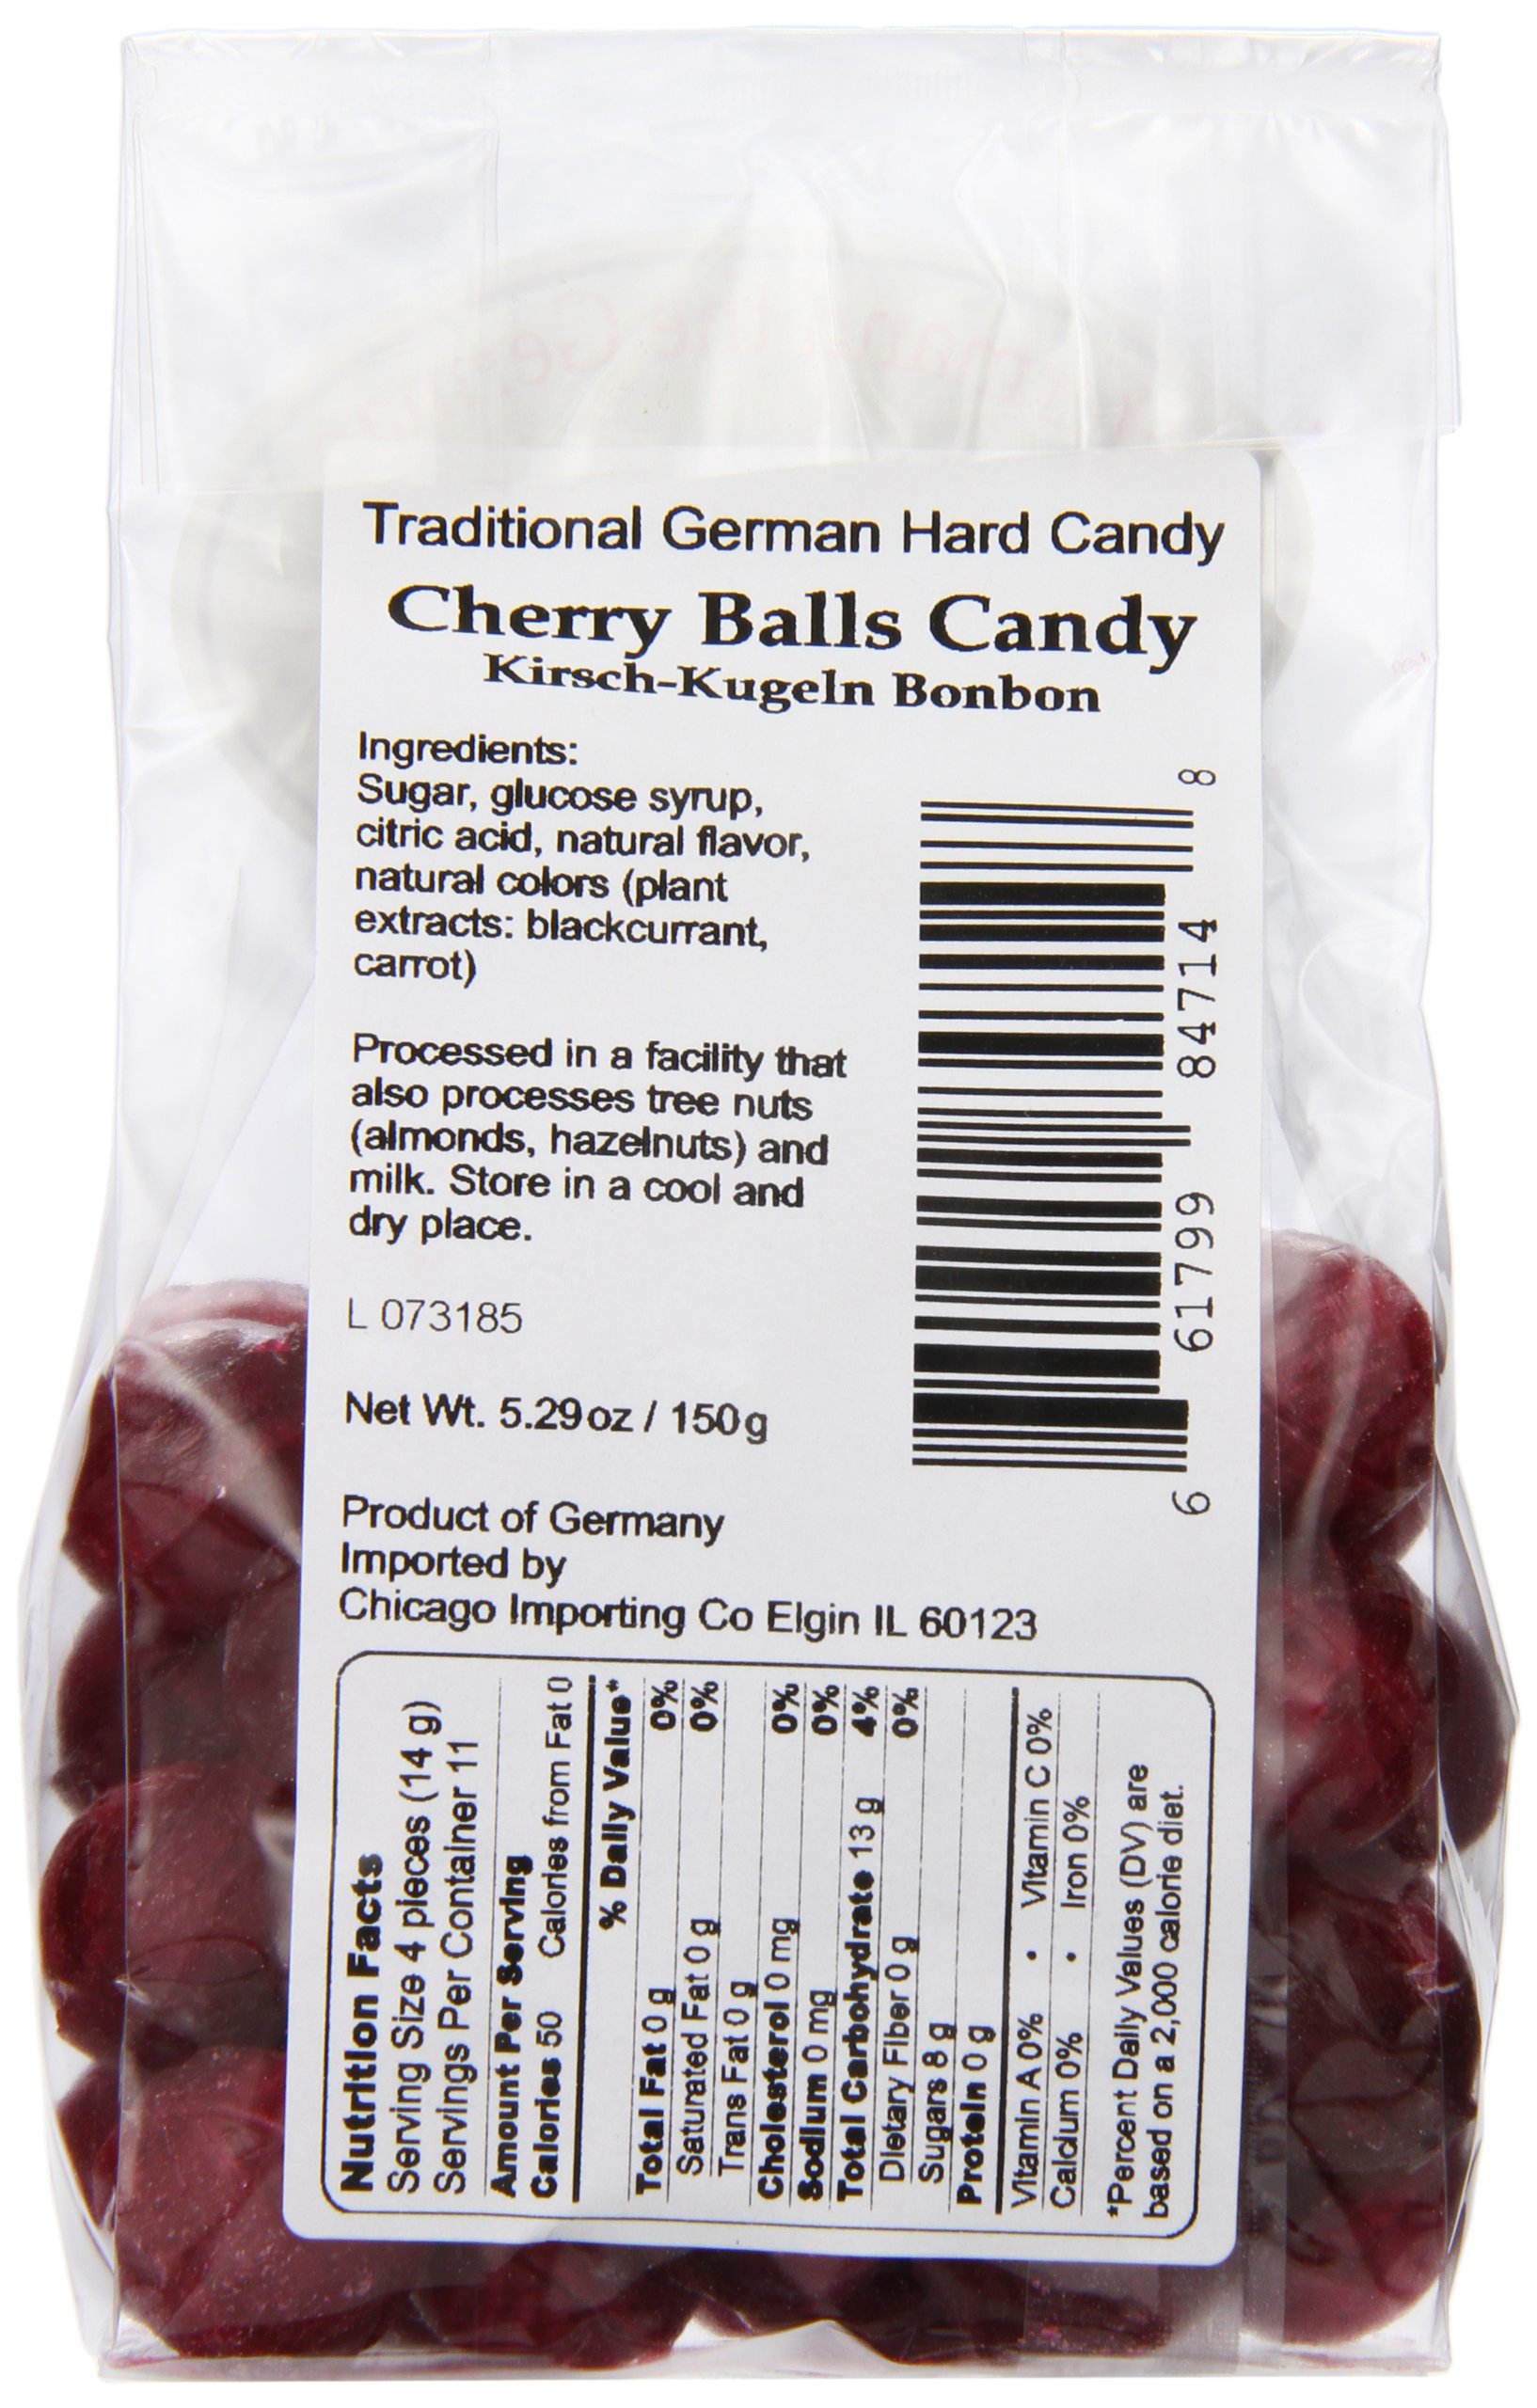 Traditional German Hard Candy
Cherry Balls Candy
Kirsch-Kugeln Bonbon
Ingredients:
Sugar, glucose syrup,
citric acid, natural flavor,
natural colors (plant
extracts: blackcurrant,
carrot)
Processed in a facility that
also processes tree nuts
(almonds, hazelnuts) and
milk. Store in a cool and
dry place.
L 073185
Net Wt. 5.29 oz / 150 g
Product of Germany
Imported by
Chicago Importing Co Elgin IL 60123
6 61799 84714 8
Nutrition Facts
Serving Size 4 pieces (14 g)
Servings Per Container 11
Amount Per Serving
Calories 50 Calories from Fat 0
% Daily Value*
Total Fat 0 g 0%
Saturated Fat 0 g 0%
Trans Fat 0 g
Cholesterol 0 mg 0%
Sodium 0 mg 0%
Total Carbohydrate 13 g 4%
Dietary Fiber 0 g 0%
Sugars 8 g
Protein 0 g
Vitamin A 0% • Vitamin C 0%
Calcium 0% • Iron 0%
*Percent Daily Values (DV) are
based on a 2,000 calorie diet.